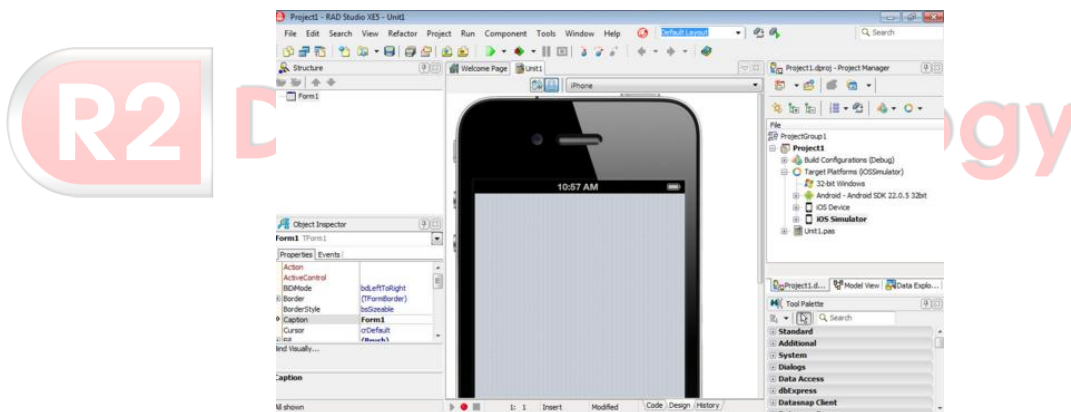 Project1 - RAD Studio XE5 - Unit1
File Edit Search View Refactor Project Run Component Tools Window Help Default Layout Search
Structure
Form1
Welcome Page Unit1
iPhone
10:57 AM
Object Inspector
Form1 TForm1
Properties Events
Action
ActiveControl
BiDiMode bdLeftToRight
Border (TFormBorder)
BorderStyle bsSizeable
Caption Form1
Cursor crDefault
Fill (Brush)
Bind Visually...
Caption
All shown
1: 1 Insert Modified Code Design History
Project1.dproj - Project Manager
File
ProjectGroup1
Project1
Build Configurations (Debug)
Target Platforms (iOSSimulator)
32-bit Windows
Android - Android SDK 22.0.5 32bit
iOS Device
iOS Simulator
Unit1.pas
Project1.d... Model View Data Explo...
Tool Palette
Search
Standard
Additional
System
Dialogs
Data Access
dbExpress
Datasnap Client
R2 D ogy